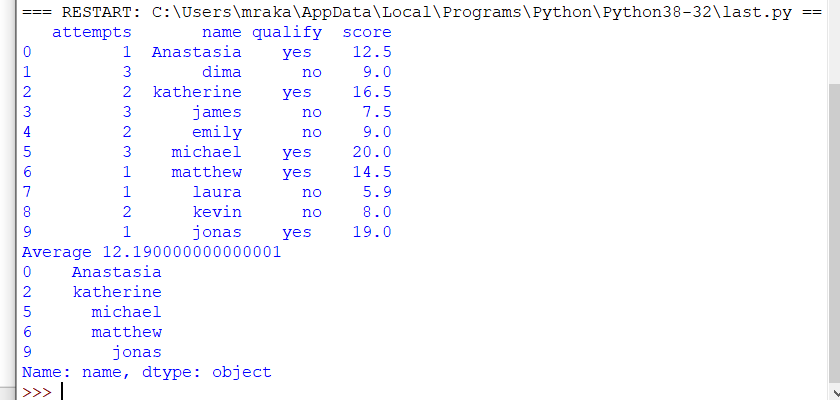 === RESTART: C:\Users\mraka\AppData\Local\Programs\Python\Python38-32\last.py ==
attempts name qualify score
0 1 Anastasia yes 12.5
1 3 dima no 9.0
2 2 katherine yes 16.5
3 3 james no 7.5
4 2 emily no 9.0
5 3 michael yes 20.0
6 1 matthew yes 14.5
7 1 laura no 5.9
8 2 kevin no 8.0
9 1 jonas yes 19.0
Average 12.190000000000001
0 Anastasia
2 katherine
5 michael
6 matthew
9 jonas
Name: name, dtype: object
>>>